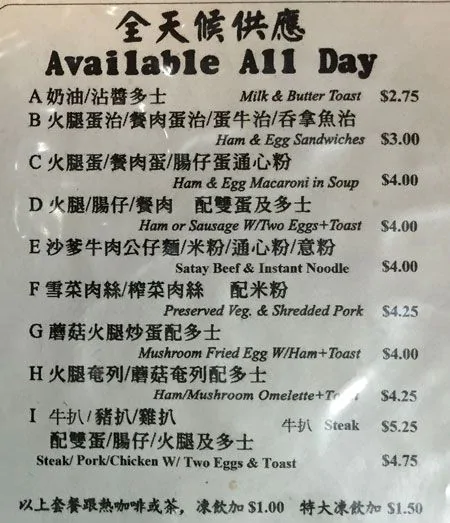 全天候供應
Available All Day
A 奶油/沾醬多士 Milk & Butter Toast $2.75
B 火腿蛋治/餐肉蛋治/蛋牛治/吞拿魚治
Ham & Egg Sandwiches $3.00
C 火腿蛋/餐肉蛋/腸仔蛋通心粉
Ham & Egg Macaroni in Soup $4.00
D 火腿/腸仔/餐肉 配雙蛋及多士
Ham or Sausage W/Two Eggs+Toast $4.00
E 沙爹牛肉公仔麵/米粉/通心粉/意粉
Satay Beef & Instant Noodle $4.00
F 雪菜肉絲/榨菜肉絲 配米粉
Preserved Veg. & Shredded Pork $4.25
G 蘑菇火腿炒蛋配多士
Mushroom Fried Egg W/Ham+Toast $4.00
H 火腿奄列/蘑菇奄列配多士
Ham/Mushroom Omelette+Toast $4.25
I 牛扒/豬扒/雞扒 牛扒 Steak $5.25
配雙蛋/腸仔/火腿及多士
Steak/ Pork/Chicken W/ Two Eggs & Toast $4.75
以上套餐跟熱咖啡或茶，凍飲加 $1.00 特大凍飲加 $1.50